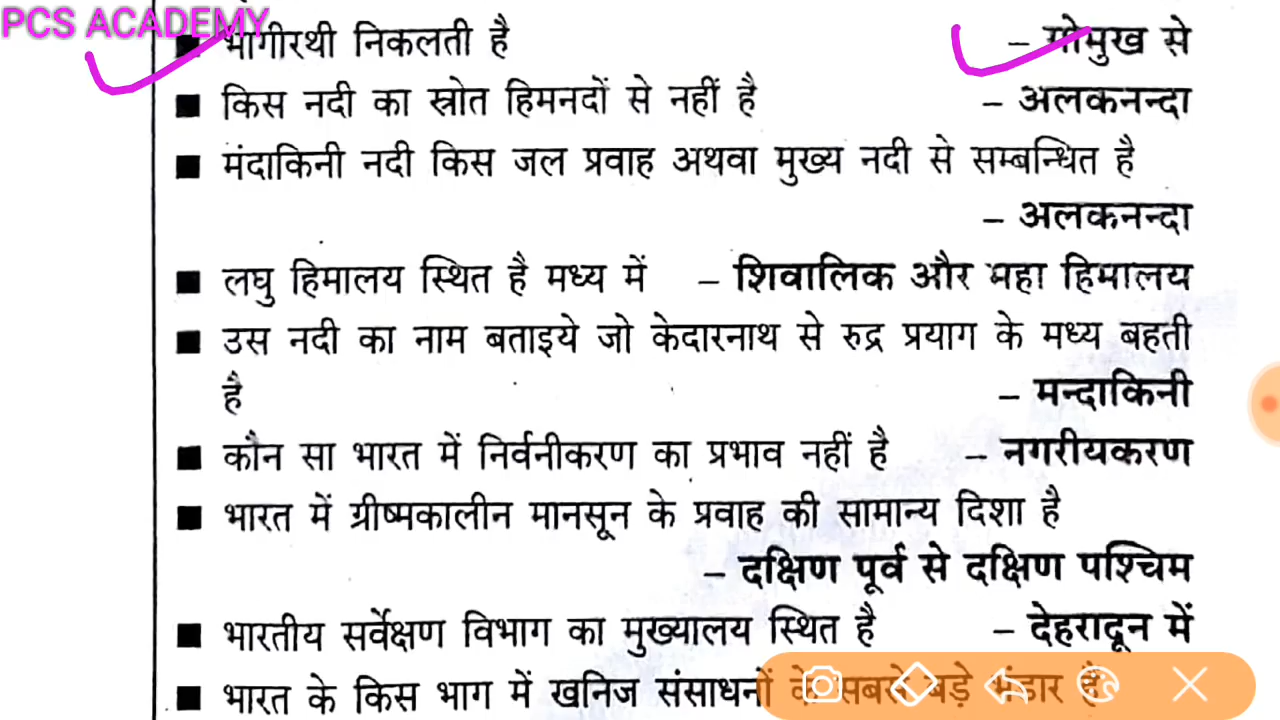 PCS ACADEMY
■ भागीरथी निकलती है – गोमुख से
■ किस नदी का स्रोत हिमनदों से नहीं है – अलकनन्दा
■ मंदाकिनी नदी किस जल प्रवाह अथवा मुख्य नदी से सम्बन्धित है
– अलकनन्दा
■ लघु हिमालय स्थित है मध्य में – शिवालिक और महा हिमालय
■ उस नदी का नाम बताइये जो केदारनाथ से रुद्र प्रयाग के मध्य बहती
है – मन्दाकिनी
■ कौन सा भारत में निर्वनीकरण का प्रभाव नहीं है – नगरीयकरण
■ भारत में ग्रीष्मकालीन मानसून के प्रवाह की सामान्य दिशा है
– दक्षिण पूर्व से दक्षिण पश्चिम
■ भारतीय सर्वेक्षण विभाग का मुख्यालय स्थित है – देहरादून में
■ भारत के किस भाग में खनिज संसाधनों के सबसे बड़े भंडार है